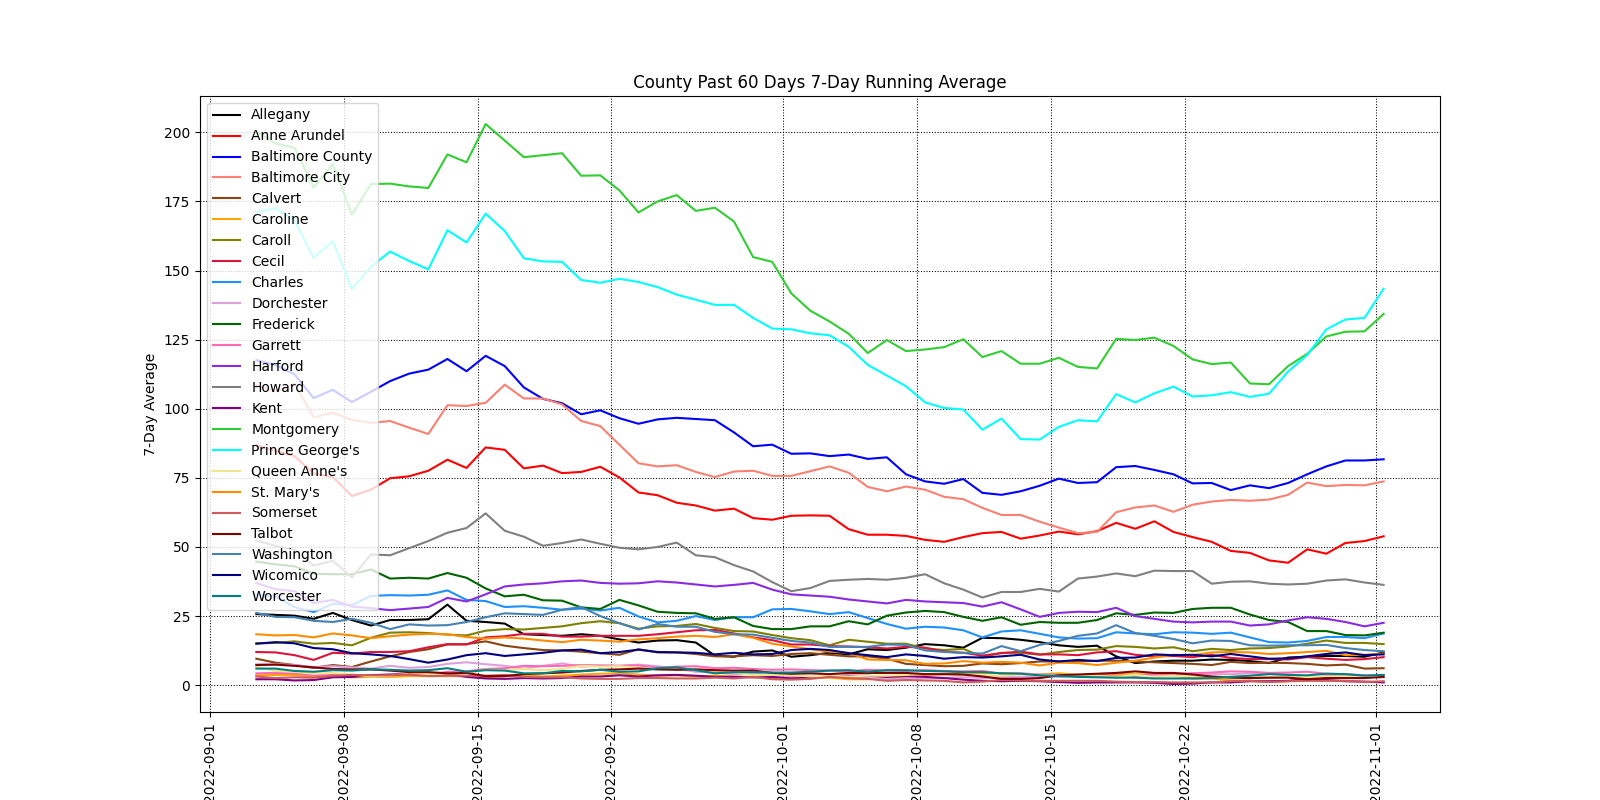 County Past 60 Days 7-Day Running Average
7-Day Average
200
175
150
125
100
75
50
25
0
Allegany
Anne Arundel
Baltimore County
Baltimore City
Calvert
Caroline
Caroll
Cecil
Charles
Dorchester
Frederick
Garrett
Harford
Howard
Kent
Montgomery
Prince George's
Queen Anne's
St. Mary's
Somerset
Talbot
Washington
Wicomico
Worcester
2022-09-01
2022-09-08
2022-09-15
2022-09-22
2022-10-01
2022-10-08
2022-10-15
2022-10-22
2022-11-01